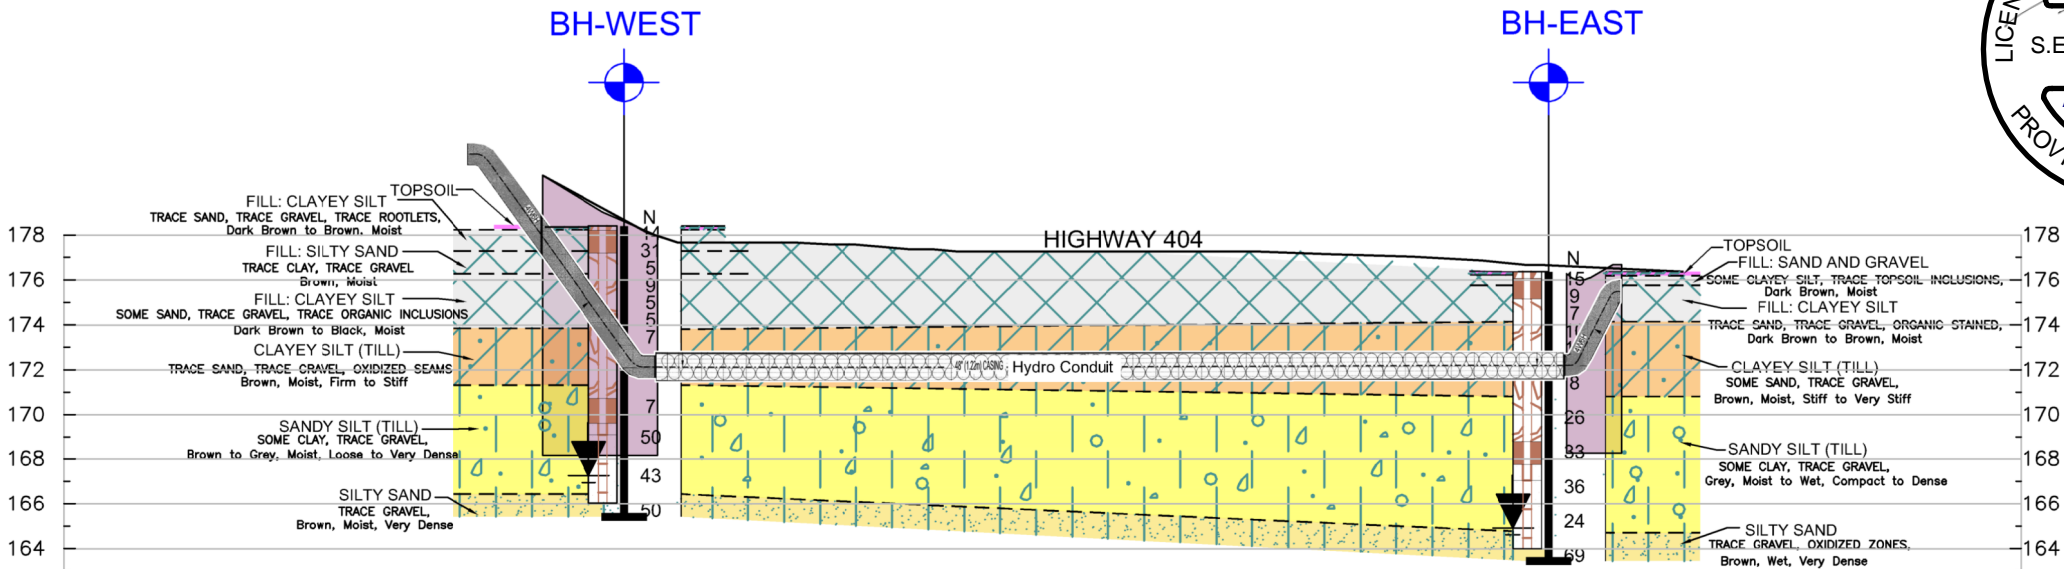 BH-WEST
BH-EAST
LICEN
S.E
PROV
TOPSOIL
FILL: CLAYEY SILT
TRACE SAND, TRACE GRAVEL, TRACE ROOTLETS,
Dark Brown to Brown, Moist
FILL: SILTY SAND
TRACE CLAY, TRACE GRAVEL
Brown, Moist
FILL: CLAYEY SILT
SOME SAND, TRACE GRAVEL, TRACE ORGANIC INCLUSIONS
Dark Brown to Black, Moist
CLAYEY SILT (TILL)
TRACE SAND, TRACE GRAVEL, OXIDIZED SEAMS
Brown, Moist, Firm to Stiff
SANDY SILT (TILL)
SOME CLAY, TRACE GRAVEL,
Brown to Grey, Moist, Loose to Very Dense
SILTY SAND
TRACE GRAVEL,
Brown, Moist, Very Dense
178
176
174
172
170
168
166
164
N
31
5
9
5
5
7
7
50
43
50
HIGHWAY 404
48" (1.22m) CASING
Hydro Conduit
N
15
9
7
26
33
36
24
69
TOPSOIL
FILL: SAND AND GRAVEL
SOME CLAYEY SILT, TRACE TOPSOIL INCLUSIONS,
Dark Brown, Moist
FILL: CLAYEY SILT
TRACE SAND, TRACE GRAVEL, ORGANIC STAINED,
Dark Brown to Brown, Moist
CLAYEY SILT (TILL)
SOME SAND, TRACE GRAVEL,
Brown, Moist, Stiff to Very Stiff
SANDY SILT (TILL)
SOME CLAY, TRACE GRAVEL,
Grey, Moist to Wet, Compact to Dense
SILTY SAND
TRACE GRAVEL, OXIDIZED ZONES,
Brown, Wet, Very Dense
178
176
174
172
170
168
166
164